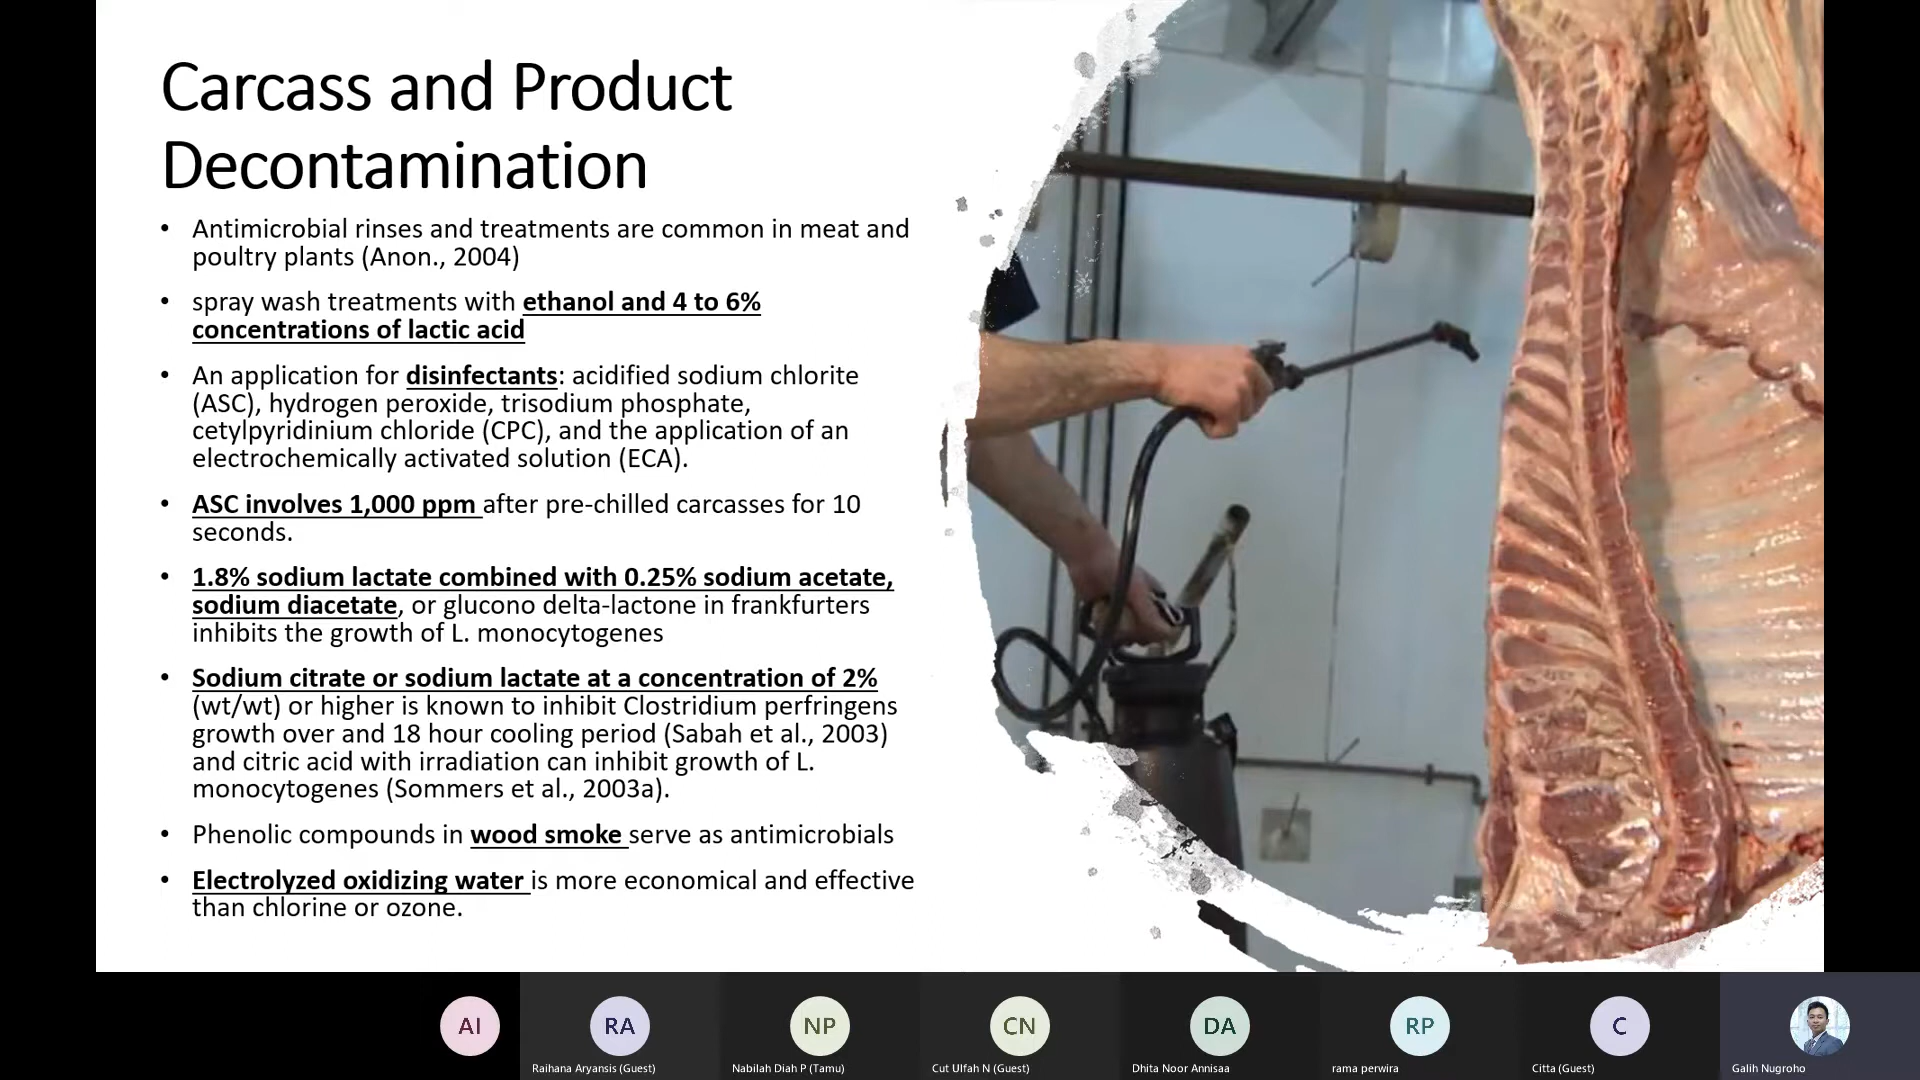 Carcass and Product
Decontamination
• Antimicrobial rinses and treatments are common in meat and
poultry plants (Anon., 2004)
• spray wash treatments with ethanol and 4 to 6%
concentrations of lactic acid
• An application for disinfectants: acidified sodium chlorite
(ASC), hydrogen peroxide, trisodium phosphate,
cetylpyridinium chloride (CPC), and the application of an
electrochemically activated solution (ECA).
• ASC involves 1,000 ppm after pre-chilled carcasses for 10
seconds.
• 1.8% sodium lactate combined with 0.25% sodium acetate,
sodium diacetate, or glucono delta-lactone in frankfurters
inhibits the growth of L. monocytogenes
• Sodium citrate or sodium lactate at a concentration of 2%
(wt/wt) or higher is known to inhibit Clostridium perfringens
growth over and 18 hour cooling period (Sabah et al., 2003)
and citric acid with irradiation can inhibit growth of L.
monocytogenes (Sommers et al., 2003a).
• Phenolic compounds in wood smoke serve as antimicrobials
• Electrolyzed oxidizing water is more economical and effective
than chlorine or ozone.
AI RA NP CN DA RP C
Raihana Aryansis (Guest) Nabilah Diah P (Tamu) Cut Ulfah N (Guest) Dhita Noor Annisaa rama perwira Citta (Guest) Galih Nugroho